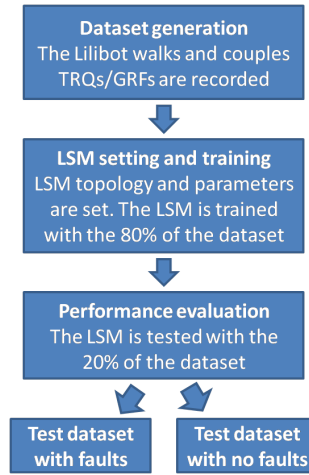 Dataset generation
The Lilibot walks and couples
TRQs/GRFs are recorded
LSM setting and training
LSM topology and parameters
are set. The LSM is trained
with the 80% of the dataset
Performance evaluation
The LSM is tested with the
20% of the dataset
Test dataset
with faults
Test dataset
with no faults